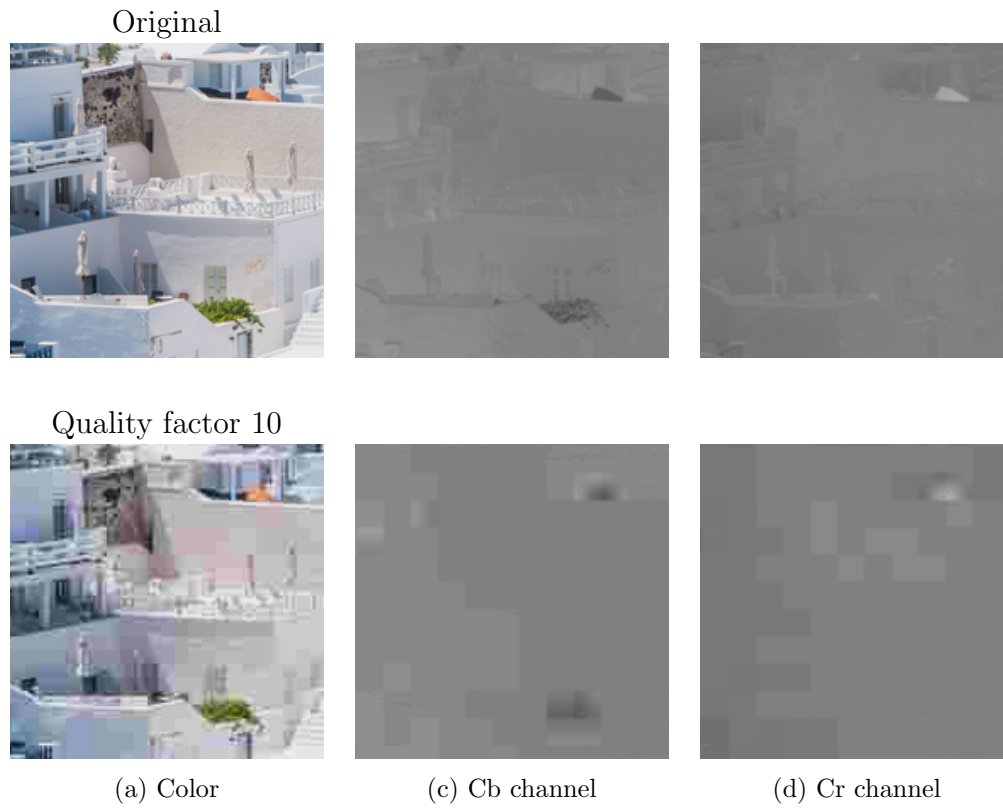 Original
Quality factor 10
(a) Color
(c) Cb channel
(d) Cr channel